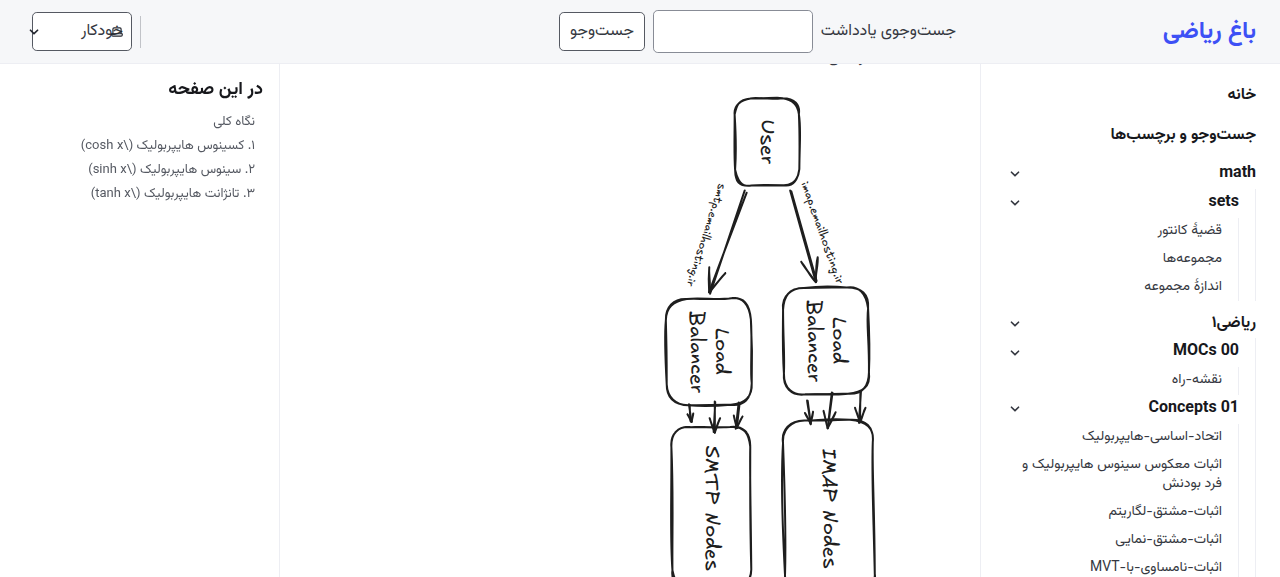 باغ ریاضی
جست‌وجوی یادداشت
جست‌وجو
خودکار
خانه
جست‌وجو و برچسب‌ها
math
sets
قضیهٔ کانتور
مجموعه‌ها
اندازهٔ مجموعه
ریاضی۱
00 MOCs
نقشه-راه
01 Concepts
اتحاد-اساسی-هایپربولیک
اثبات معکوس سینوس هایپربولیک و
فرد بودنش
اثبات-مشتق-لگاریتم
اثبات-مشتق-نمایی
اثبات-نامساوی-با-MVT
User
imap.emailhosting.ir
smtp.emailhosting.ir
Load
Balancer
Load
Balancer
IMAP Nodes
SMTP Nodes
در این صفحه
نگاه کلی
۱. کسینوس هایپربولیک (\cosh x)
۲. سینوس هایپربولیک (\sinh x)
۳. تانژانت هایپربولیک (\tanh x)